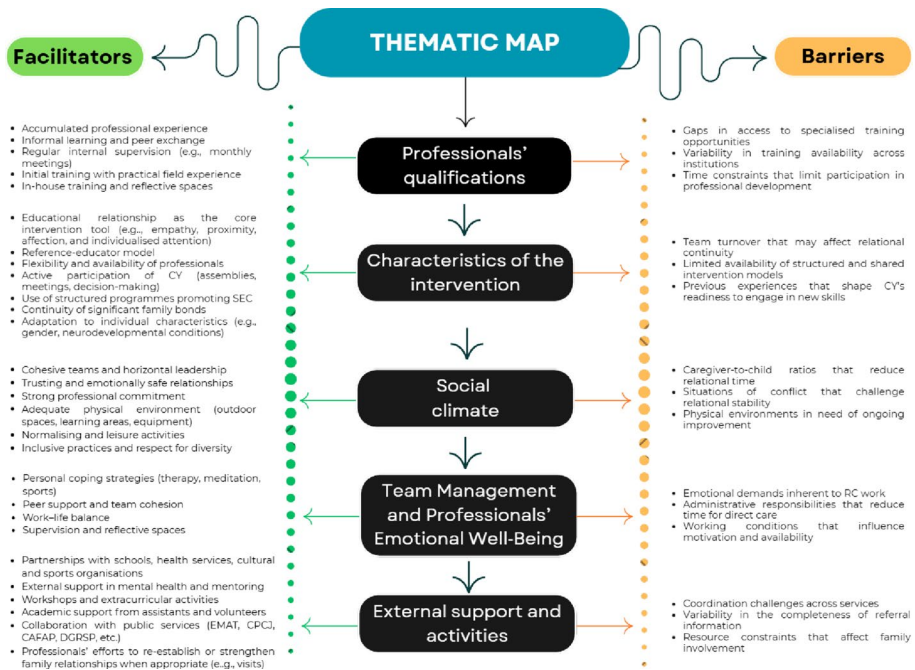 THEMATIC MAP
Facilitators
Barriers
• Accumulated professional experience
• Informal learning and peer exchange
• Regular internal supervision (e.g., monthly
meetings)
• Initial training with practical field experience
• In-house training and reflective spaces
Professionals'
qualifications
• Gaps in access to specialised training
opportunities
• Variability in training availability across
institutions
• Time constraints that limit participation in
professional development
• Educational relationship as the core
intervention tool (e.g.., empathy, proximity,
affection, and individualised attention)
• Reference-educator model
• Flexibility and availability of professionals
• Active participation of CY (assemblies,
meetings, decision-making)
• Use of structured programmes promoting SEC
• Continuity of significant family bonds
• Adaptation to individual characteristics (e.g.,
gender, neurodevelopmental conditions)
Characteristics of the
intervention
• Team turnover that may affect relational
continuity
• Limited availability of structured and shared
intervention models
• Previous experiences that shape CY's
readiness to engage in new skills
• Cohesive teams and horizontal leadership
• Trusting and emotionally safe relationships
• Strong professional commitment
• Adequate physical environment (outdoor
spaces, learning areas, equipment)
• Normalising and leisure activities
• Inclusive practices and respect for diversity
Social
climate
• Caregiver-to-child ratios that reduce
relational time
• Situations of conflict that challenge
relational stability
• Physical environments in need of ongoing
improvement
• Personal coping strategies (therapy, meditation,
sports)
• Peer support and team cohesion
• Work–life balance
• Supervision and reflective spaces
Team Management
and Professionals'
Emotional Well-Being
• Emotional demands inherent to RC work
• Administrative responsibilities that reduce
time for direct care
• Working conditions that influence
motivation and availability
• Partnerships with schools, health services, cultural
and sports organisations
• External support in mental health and mentoring
• Workshops and extracurricular activities
• Academic support from assistants and volunteers
• Collaboration with public services (EMAT, CPCJ,
CAFAP, DGRSP, etc.)
• Professionals' efforts to re-establish or strengthen
family relationships when appropriate (e..g., visits)
External support and
activities
• Coordination challenges across services
• Variability in the completeness of referral
information
• Resource constraints that affect family
involvement